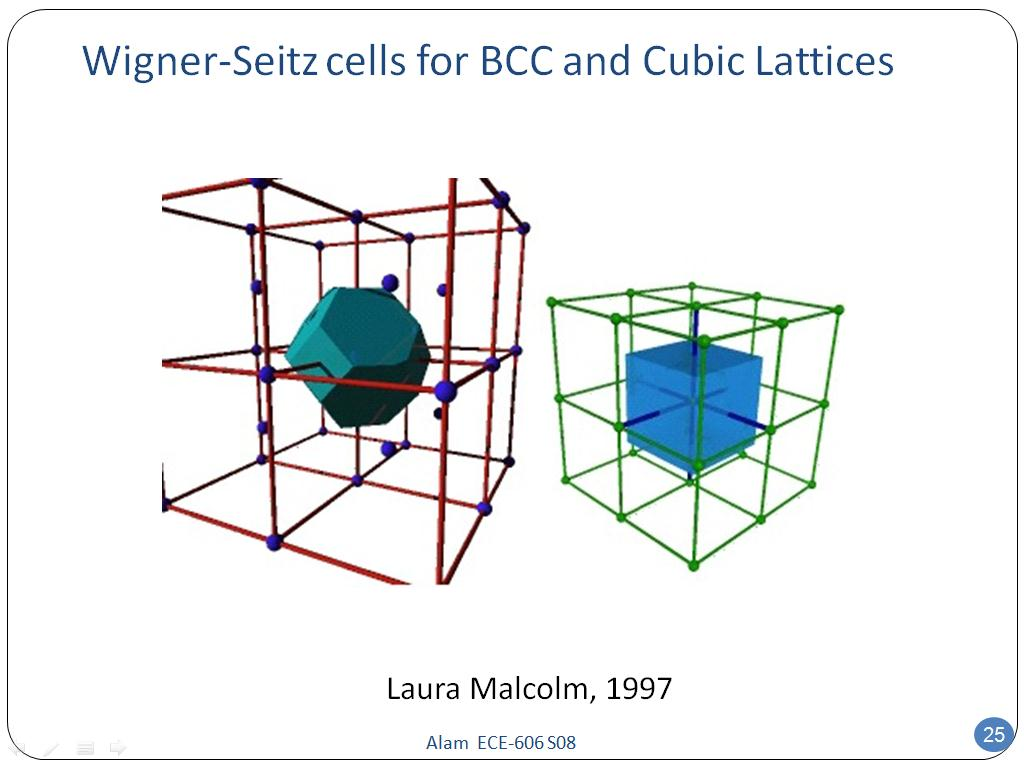 Wigner-Seitz cells for BCC and Cubic Lattices
Laura Malcolm, 1997
Alam ECE-606 S08
25